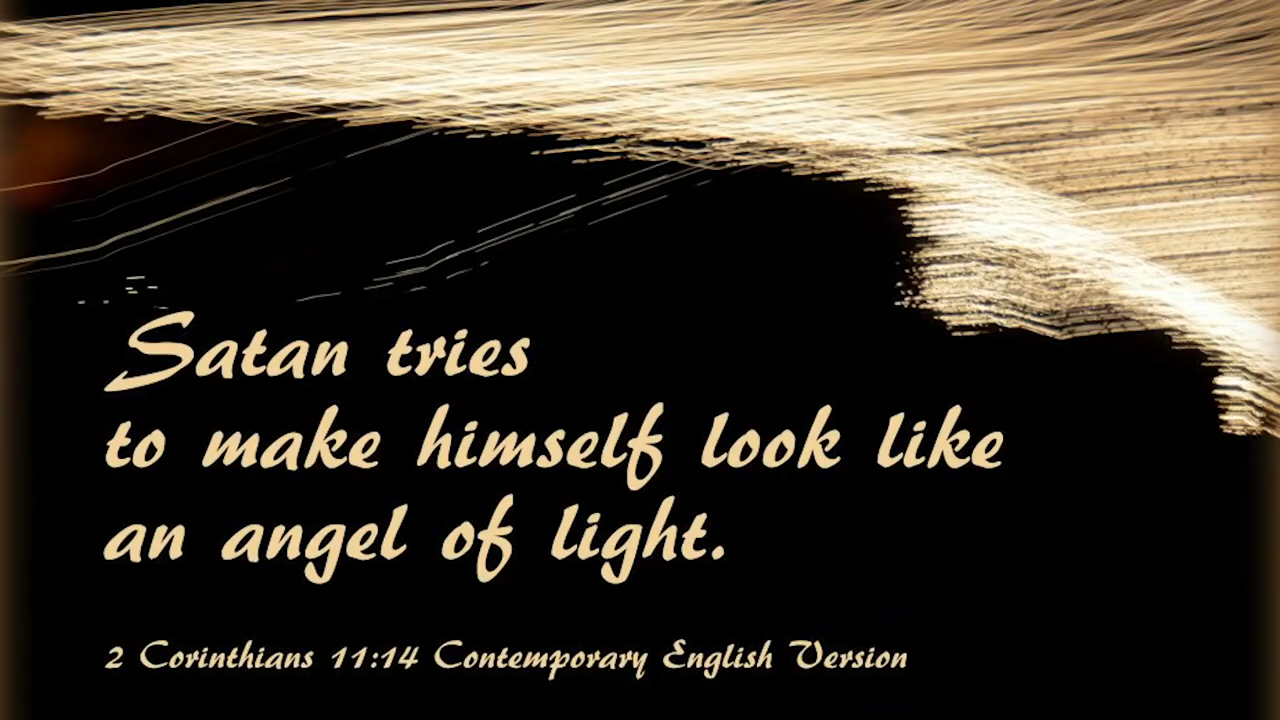 Satan tries
to make himself look like
an angel of light.
2 Corinthians 11:14 Contemporary English Version